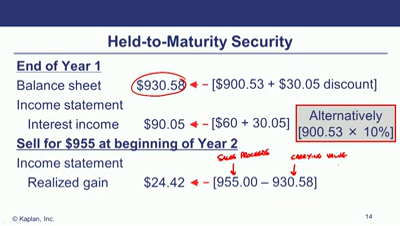 Held-to-Maturity Security
End of Year 1
Balance sheet $930.58 – [$900.53 + $30.05 discount]
Income statement
Interest income $90.05 – [$60 + 30.05]
Alternatively
[900.53 × 10%]
Sell for $955 at beginning of Year 2
Income statement
SALES PROCEEDS CARRYING VALUE
Realized gain $24.42 – [955.00 – 930.58]
© Kaplan, Inc.
14